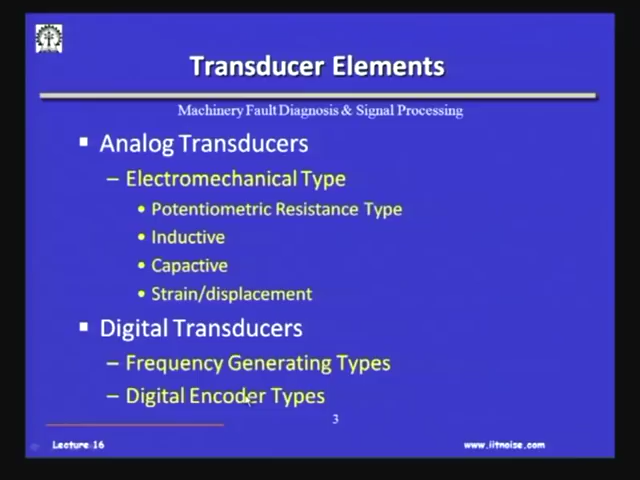 Transducer Elements
Machinery Fault Diagnosis & Signal Processing
▪ Analog Transducers
– Electromechanical Type
• Potentiometric Resistance Type
• Inductive
• Capactive
• Strain/displacement
▪ Digital Transducers
– Frequency Generating Types
– Digital Encoder Types
3
Lecture 16
www.iitnoise.com